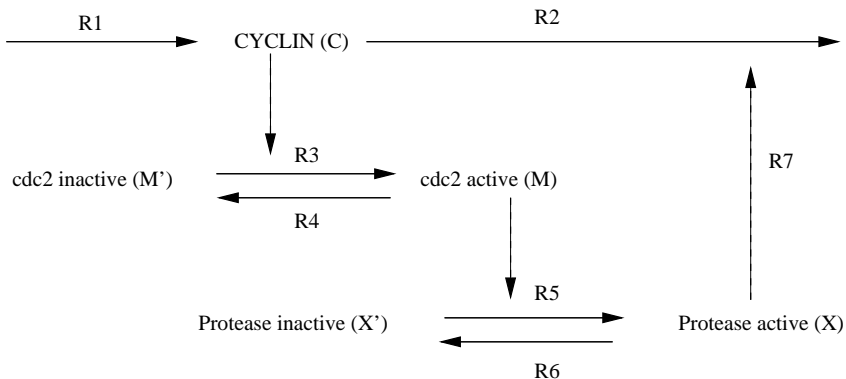 R1
CYCLIN (C)
R2
R3
R7
cdc2 inactive (M’)
cdc2 active (M)
R4
R5
Protease inactive (X’)
Protease active (X)
R6